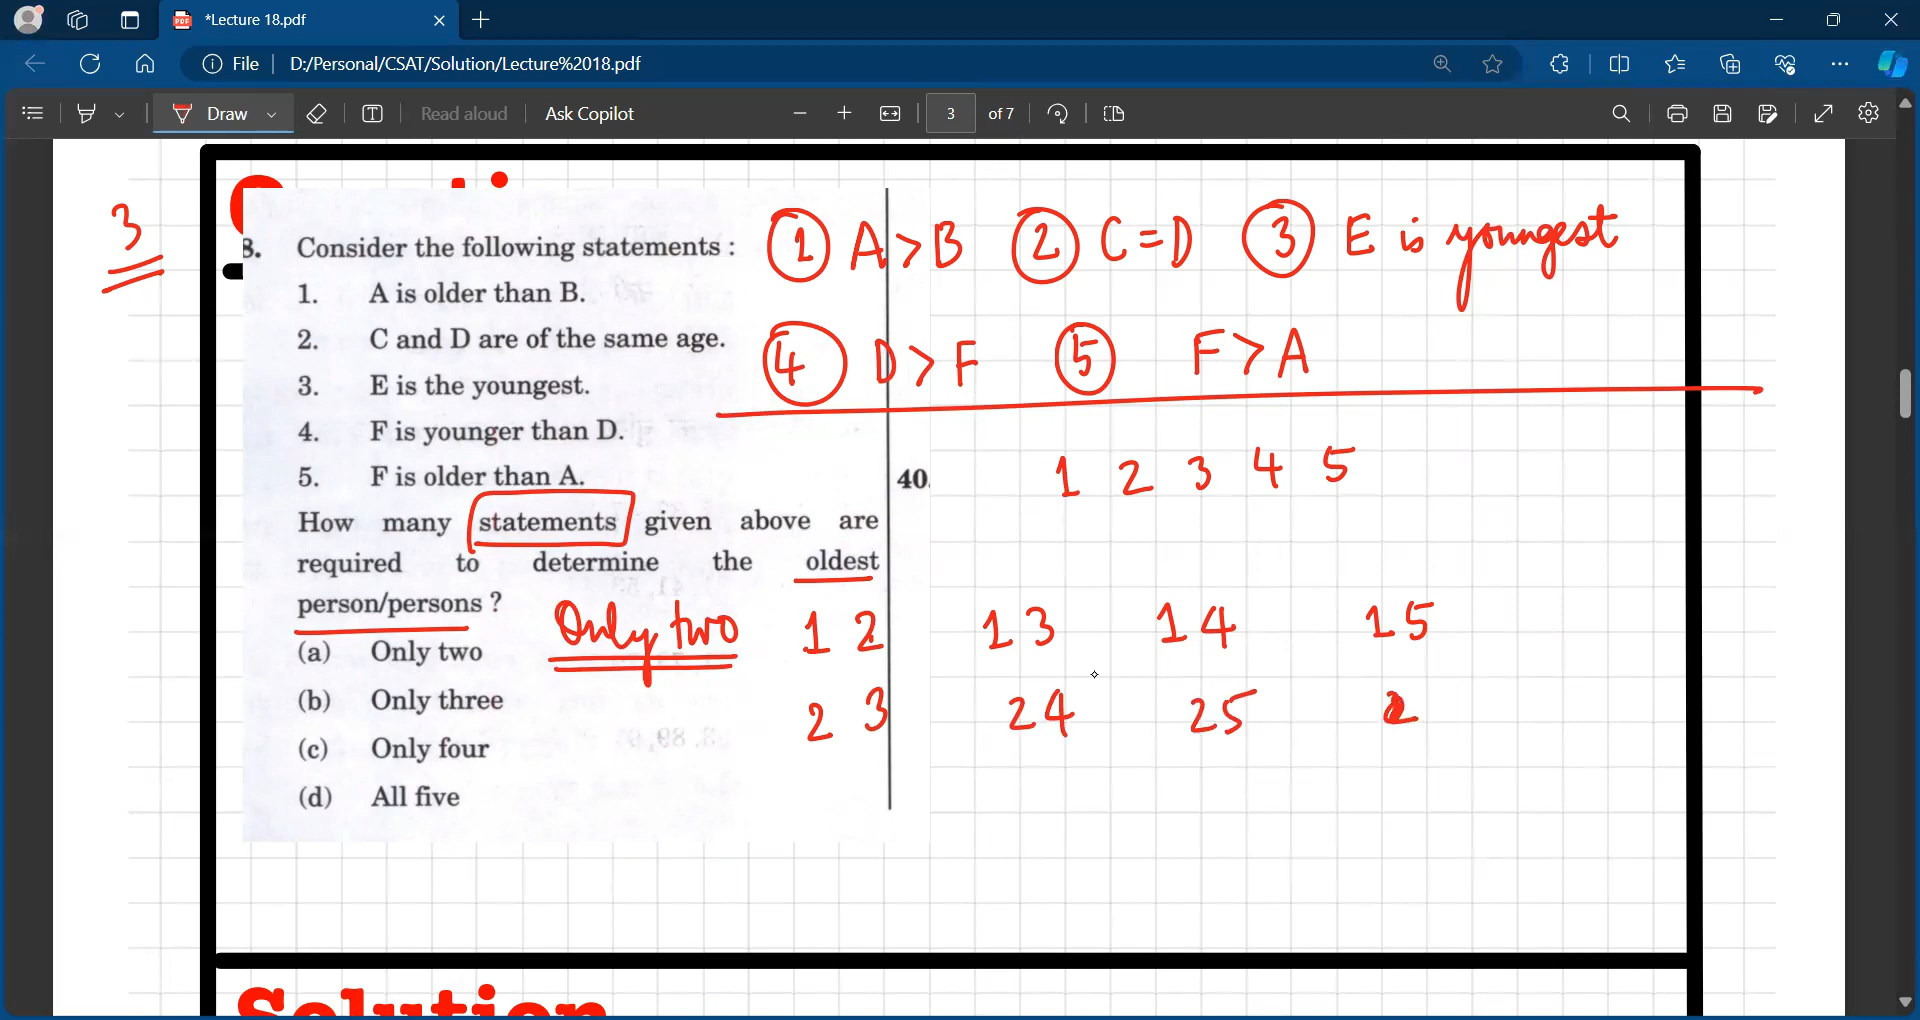 *Lecture 18.pdf
File D:/Personal/CSAT/Solution/Lecture%2018.pdf
Draw Read aloud Ask Copilot 3 of 7
3
8. Consider the following statements :
1. A is older than B.
2. C and D are of the same age.
3. E is the youngest.
4. F is younger than D.
5. F is older than A.
How many statements given above are
required to determine the oldest
person/persons ?
(a) Only two
(b) Only three
(c) Only four
(d) All five
40.
① A > B ② C = D ③ E is youngest
④ D > F ⑤ F > A
1 2 3 4 5
Only two
1 2 1 3 1 4 1 5
2 3 2 4 2 5 2
Solution